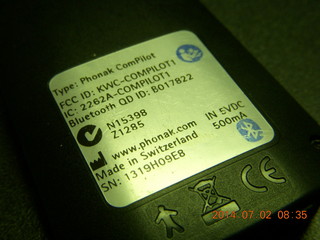 Type: Phonak ComPilot
FCC ID: KWC-COMPILOT1
IC: 2262A-COMPILOT1
Bluetooth QD ID: B017822
N15398
Z1285
IN 5VDC
500mA
www.phonak.com
Made in Switzerland
SN: 1319H09E8
CE
2014-07-02 08:35